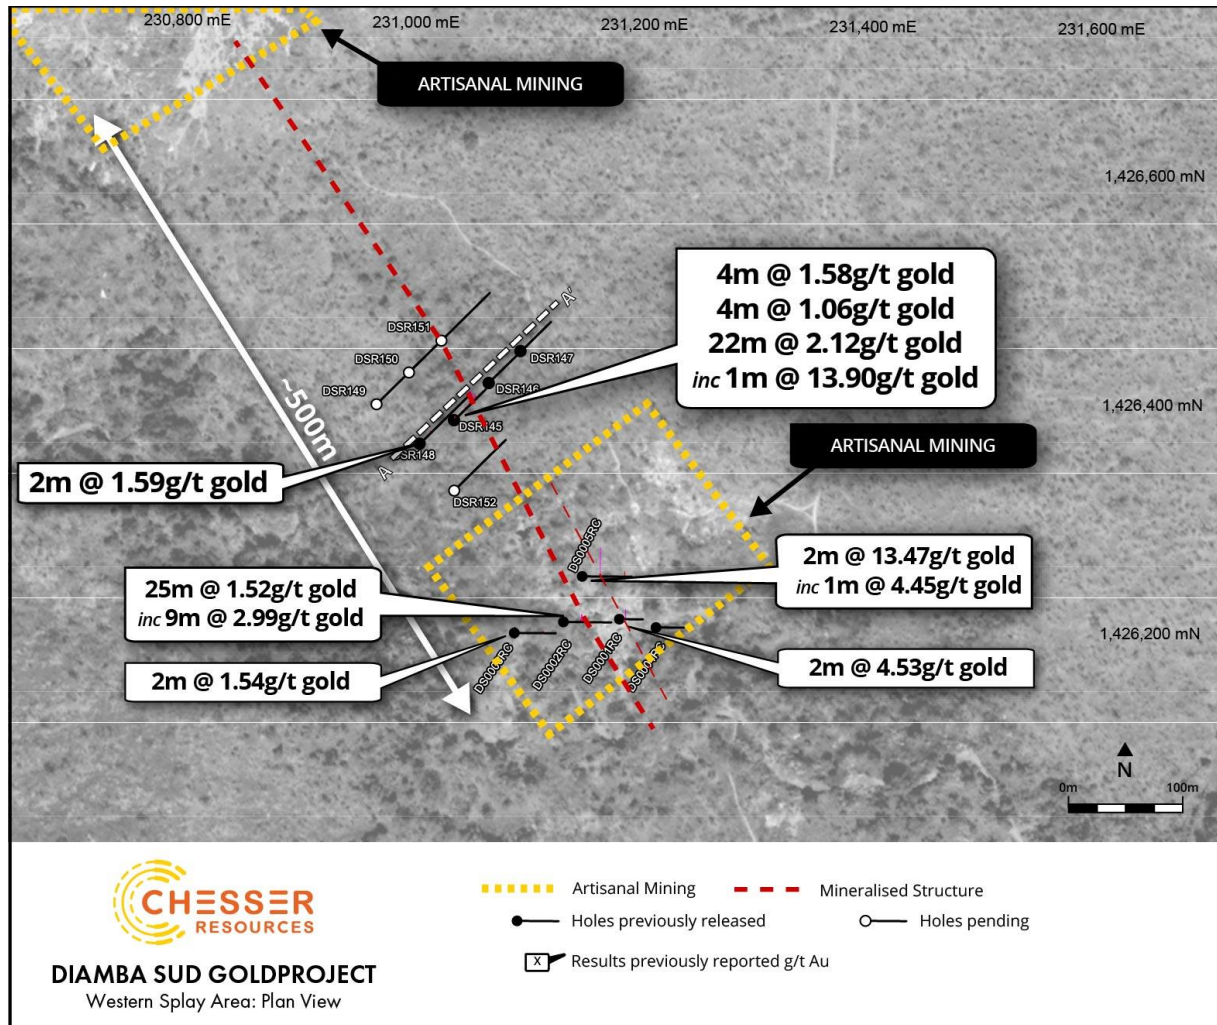 230,800 mE
231,000 mE
231,200 mE
231,400 mE
231,600 mE
ARTISANAL MINING
1,426,600 mN
4m @ 1.58g/t gold
4m @ 1.06g/t gold
22m @ 2.12g/t gold
inc 1m @ 13.90g/t gold
A'
DSR151
DSR147
DSR150
DSR146
DSR149
1,426,400 mN
DSR145
~500m
ARTISANAL MINING
SR148
A
2m @ 1.59g/t gold
DSR152
DS0005RC
2m @ 13.47g/t gold
inc 1m @ 4.45g/t gold
25m @ 1.52g/t gold
inc 9m @ 2.99g/t gold
1,426,200 mN
DS0002RC
DS0001RC
2m @ 1.54g/t gold
2m @ 4.53g/t gold
N
0m
100m
CHESSER
RESOURCES
DIAMBA SUD GOLDPROJECT
Western Splay Area: Plan View
Artisanal Mining
Mineralised Structure
Holes previously released
Holes pending
X
Results previously reported g/t Au